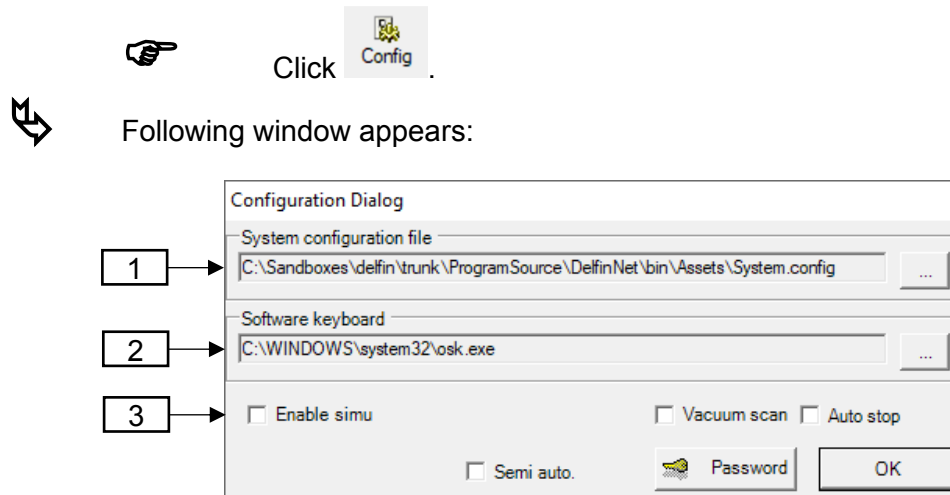 Click Config .
Following window appears:
Configuration Dialog
System configuration file
1 C:\Sandboxes\delfin\trunk\ProgramSource\DelfinNet\bin\Assets\System.config ...
Software keyboard
2 C:\WINDOWS\system32\osk.exe ...
3 Enable simu Vacuum scan Auto stop
Semi auto. Password OK